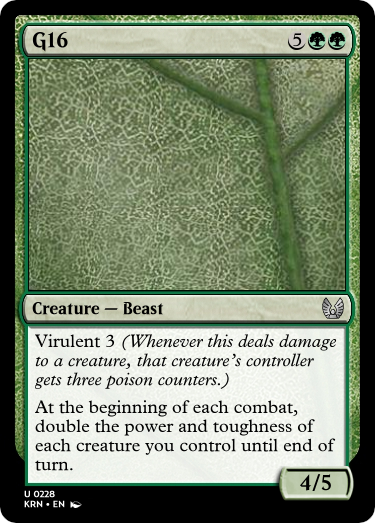 G16
5
Creature — Beast
Virulent 3 (Whenever this deals damage
to a creature, that creature's controller
gets three poison counters.)
At the beginning of each combat,
double the power and toughness of
each creature you control until end of
turn.
4/5
U 0228
KRN • EN